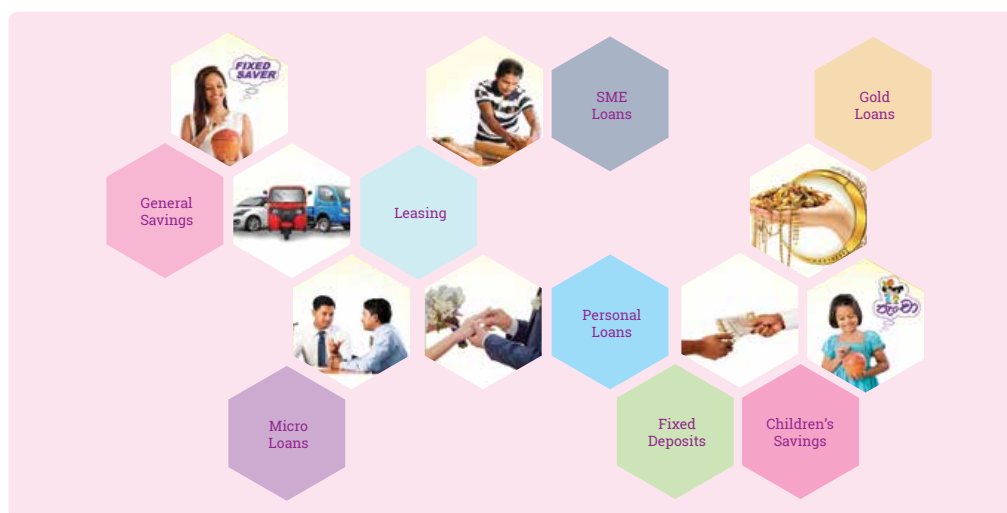 FIXED
SAVER
SME
Loans
Gold
Loans
General
Savings
Leasing
Personal
Loans
පැංචා
Micro
Loans
Fixed
Deposits
Children's
Savings